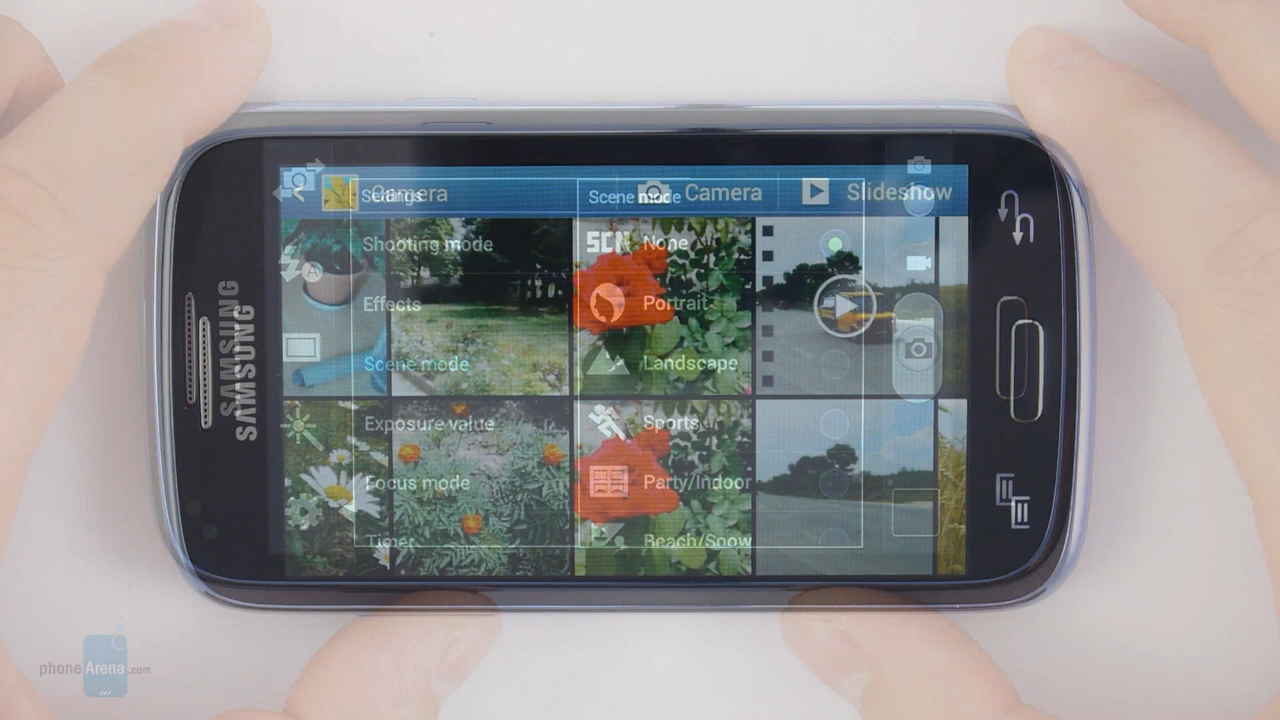 Camera
Camera
Slideshow
Settings
Scene mode
Shooting mode
SCN
None
Effects
Portrait
A
Scene mode
Landscape
Exposure value
Sports
Focus mode
Party/Indoor
Timer
Beach/Snow
SAMSUNG
SAMSUNG
phoneArena.com